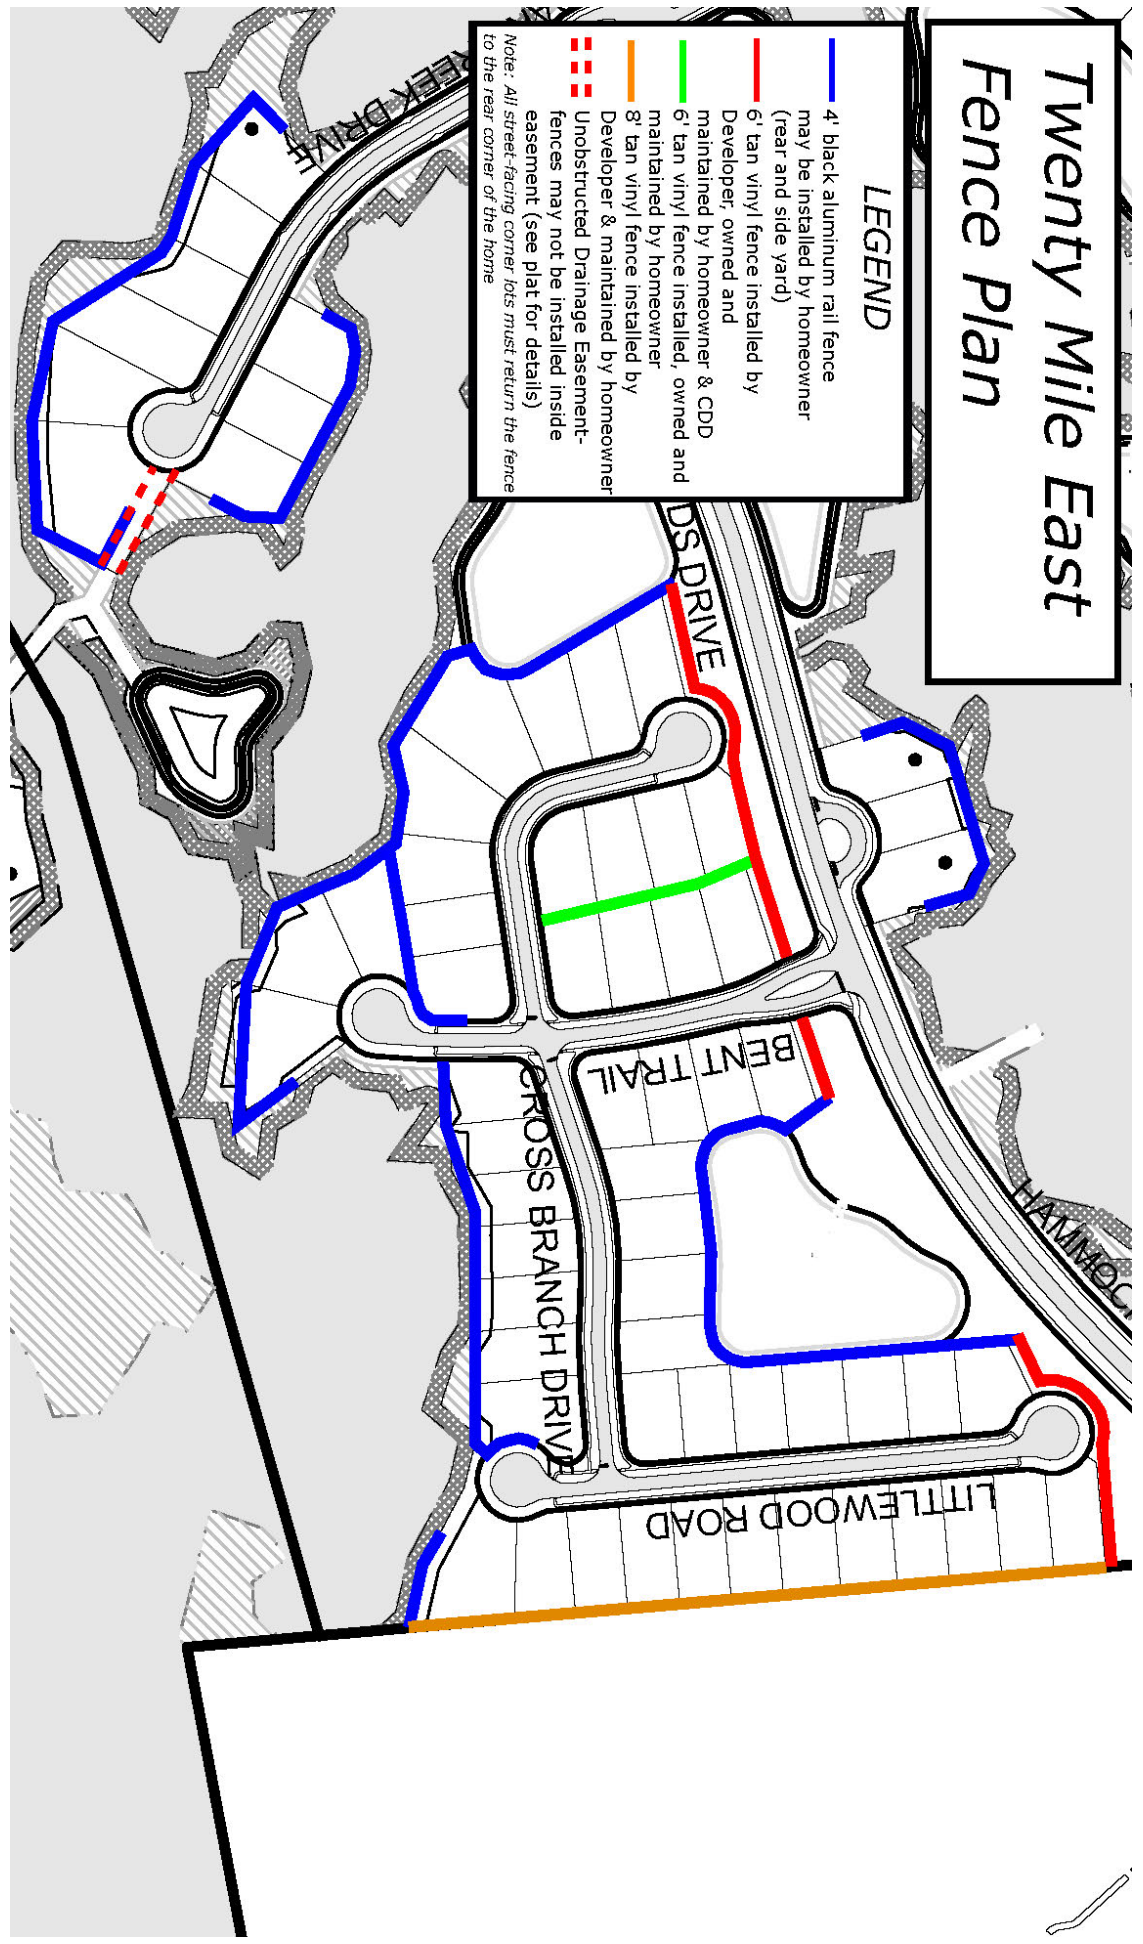 Twenty Mile East
Fence Plan
LEGEND
4' black aluminum rail fence
may be installed by homeowner
(rear and side yard)
6' tan vinyl fence installed by
Developer, owned and
maintained by homeowner & CDD
6' tan vinyl fence installed, owned and
maintained by homeowner
8' tan vinyl fence installed by
Developer & maintained by homeowner
Unobstructed Drainage Easement-
fences may not be installed inside
easement (see plat for details)
Note: All street-facing corner lots must return the fence
to the rear corner of the home
REEK DRIVE
DS DRIVE
BENT TRAIL
CROSS BRANCH DRIVE
HAMMOC
LITTLEWOOD ROAD